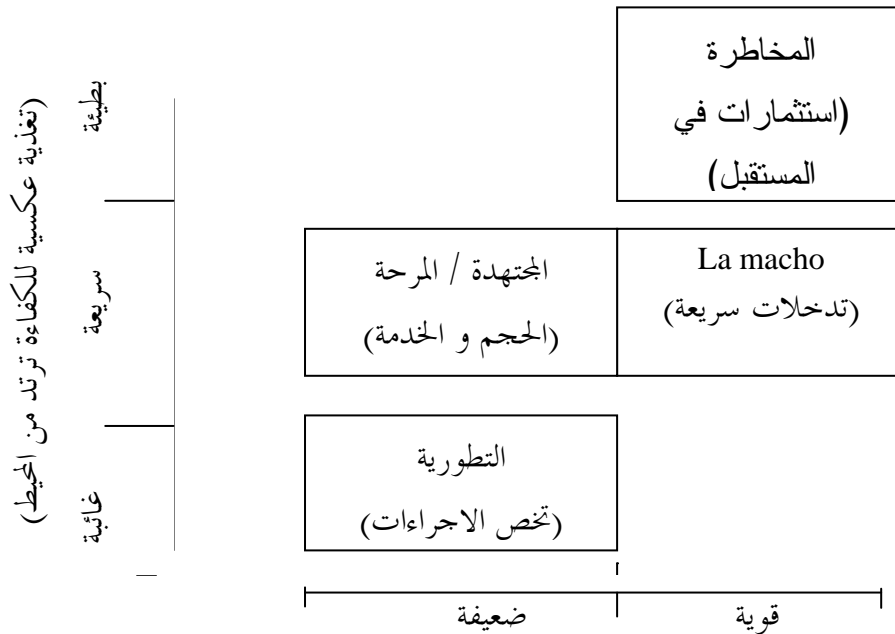 المخاطرة
(استثمارات في
المستقبل)
La macho
(تدخلات سريعة)
المجتهدة / المرحة
(الحجم و الخدمة)
التطورية
(تخص الاجراءات)
(تغذية عكسية للكفاءة ترتد من المحيط)
بطيئة
سريعة
غائبة
قوية
ضعيفة